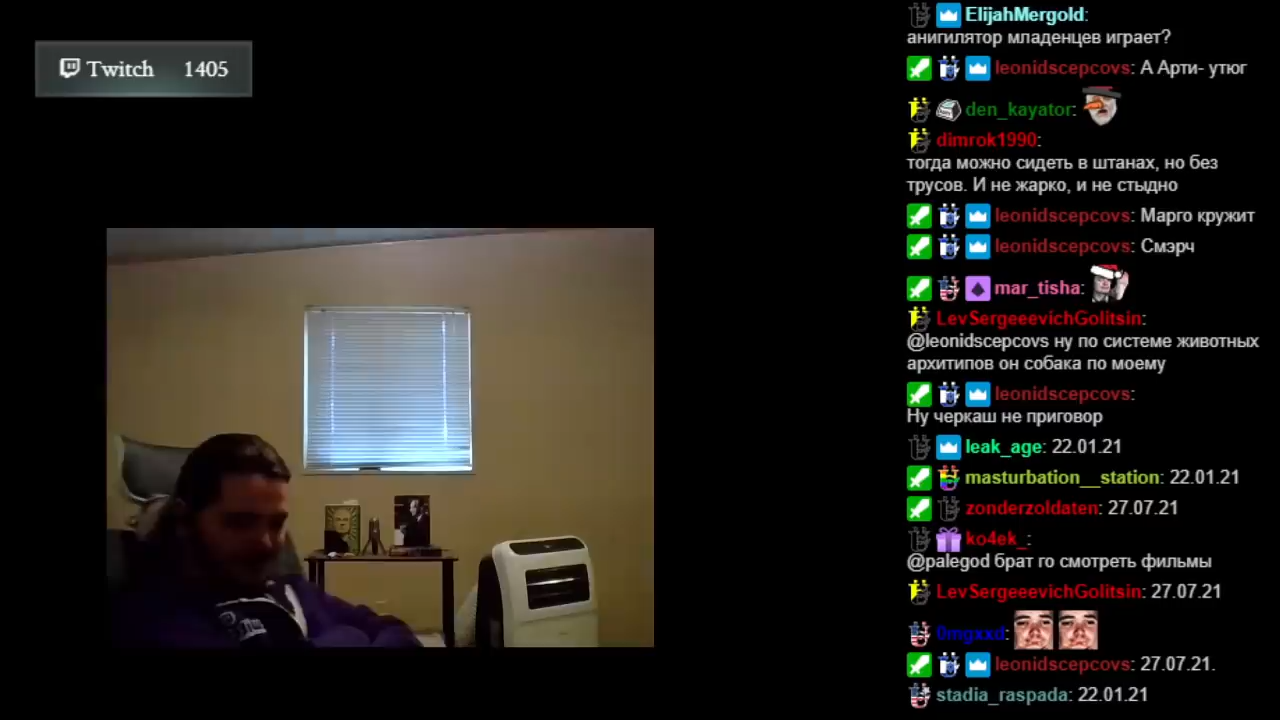 Twitch 1405
ElijahMergold:
анигилятор младенцев играет?
leonidscepcovs: А Арти- утюг
den_kayator:
dimrok1990:
тогда можно сидеть в штанах, но без
трусов. И не жарко, и не стыдно
leonidscepcovs: Марго кружит
leonidscepcovs: Смэрч
mar_tisha:
LevSergeeevichGolitsin:
@leonidscepcovs ну по системе животных
архитипов он собака по моему
leonidscepcovs:
Ну черкаш не приговор
leak_age: 22.01.21
masturbation__station: 22.01.21
zonderzoldaten: 27.07.21
ko4ek_:
@palegod брат го смотреть фильмы
LevSergeeevichGolitsin: 27.07.21
0mgxxd:
leonidscepcovs: 27.07.21.
stadia_raspada: 22.01.21